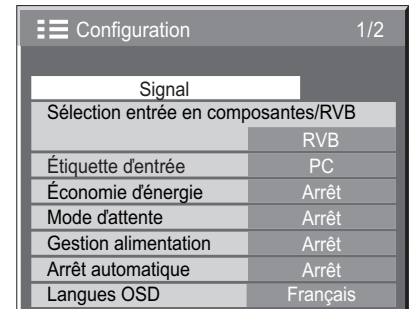 Configuration 1/2
Signal
Sélection entrée en composantes/RVB
RVB
Étiquette d'entrée PC
Économie d'énergie Arrêt
Mode d'attente Arrêt
Gestion alimentation Arrêt
Arrêt automatique Arrêt
Langues OSD Français